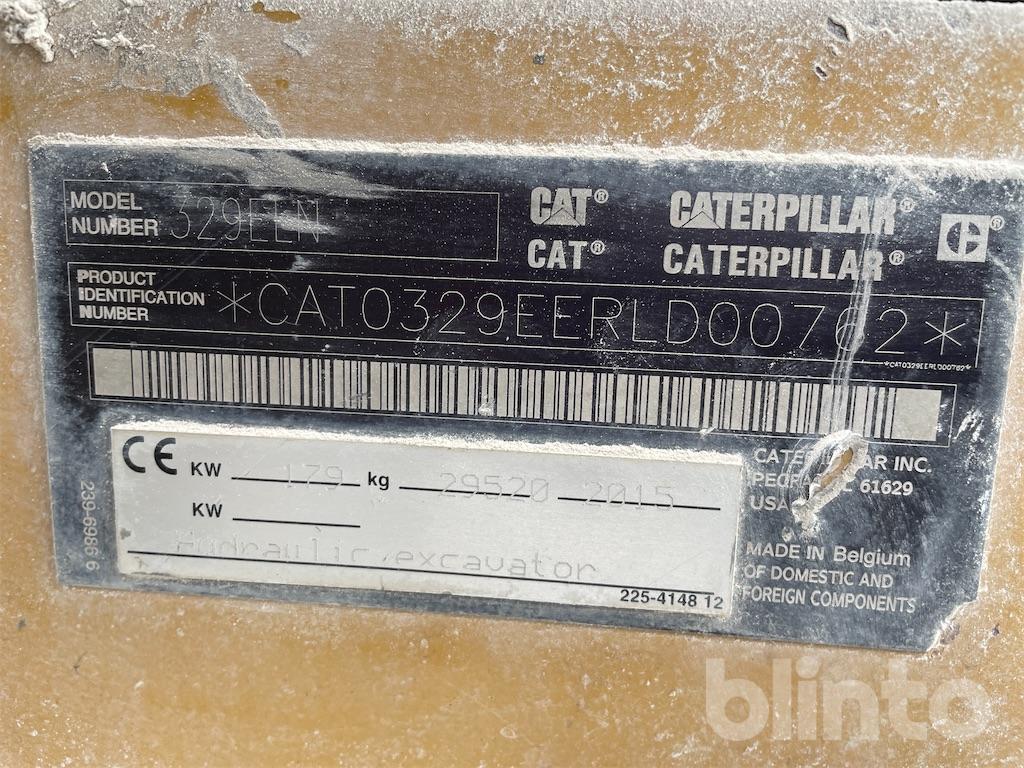 MODEL
NUMBER 329ELN
CAT® CATERPILLAR®
CAT® CATERPILLAR®
PRODUCT
IDENTIFICATION
NUMBER
*CAT0329EERLD00762*
*CAT0329EERLD00762*
CE KW 179 kg 29520 2015
KW
Hydraulic excavator
225-4148 12
239-6986 6
CATERPILLAR INC.
61629
USA
MADE IN Belgium
OF DOMESTIC AND
FOREIGN COMPONENTS
blinto